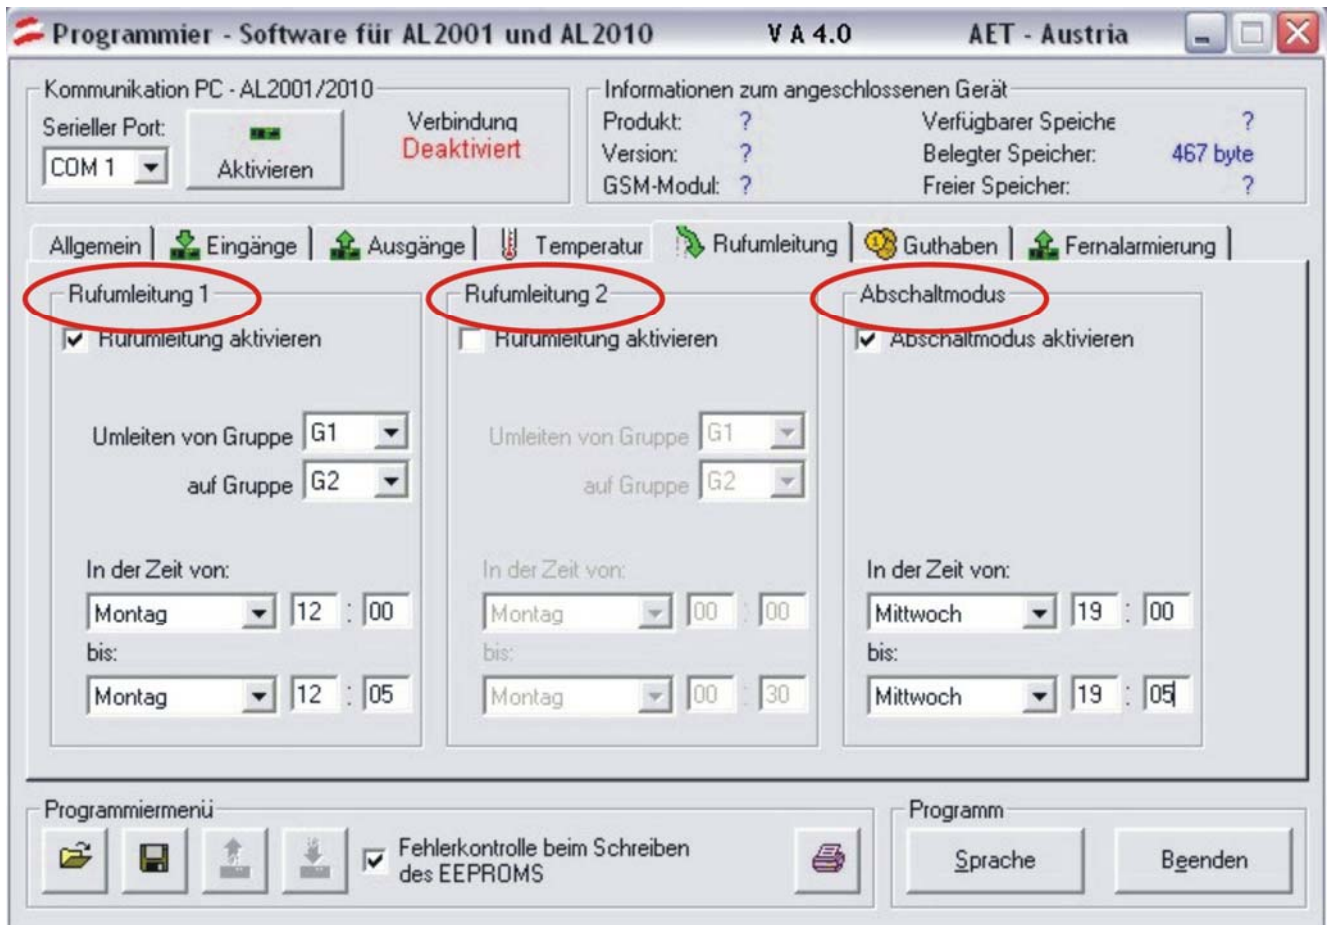 Programmier - Software für AL2001 und AL2010 V A 4.0 AET - Austria
Kommunikation PC - AL2001/2010
Serieller Port:
COM 1
Aktivieren
Verbindung
Deaktiviert
Informationen zum angeschlossenen Gerät
Produkt: ?
Version: ?
GSM-Modul: ?
Verfügbarer Speiche ?
Belegter Speicher: 467 byte
Freier Speicher: ?
Allgemein Eingänge Ausgänge Temperatur Rufumleitung Guthaben Fernalarmierung
Rufumleitung 1
Rufumleitung aktivieren
Umleiten von Gruppe G1
auf Gruppe G2
In der Zeit von:
Montag 12 : 00
bis:
Montag 12 : 05
Rufumleitung 2
Rufumleitung aktivieren
Umleiten von Gruppe G1
auf Gruppe G2
In der Zeit von:
Montag 00 : 00
bis:
Montag 00 : 30
Abschaltmodus
Abschaltmodus aktivieren
In der Zeit von:
Mittwoch 19 : 00
bis:
Mittwoch 19 : 05
Programmiermenü
Fehlerkontrolle beim Schreiben
des EEPROMS
Programm
Sprache
Beenden